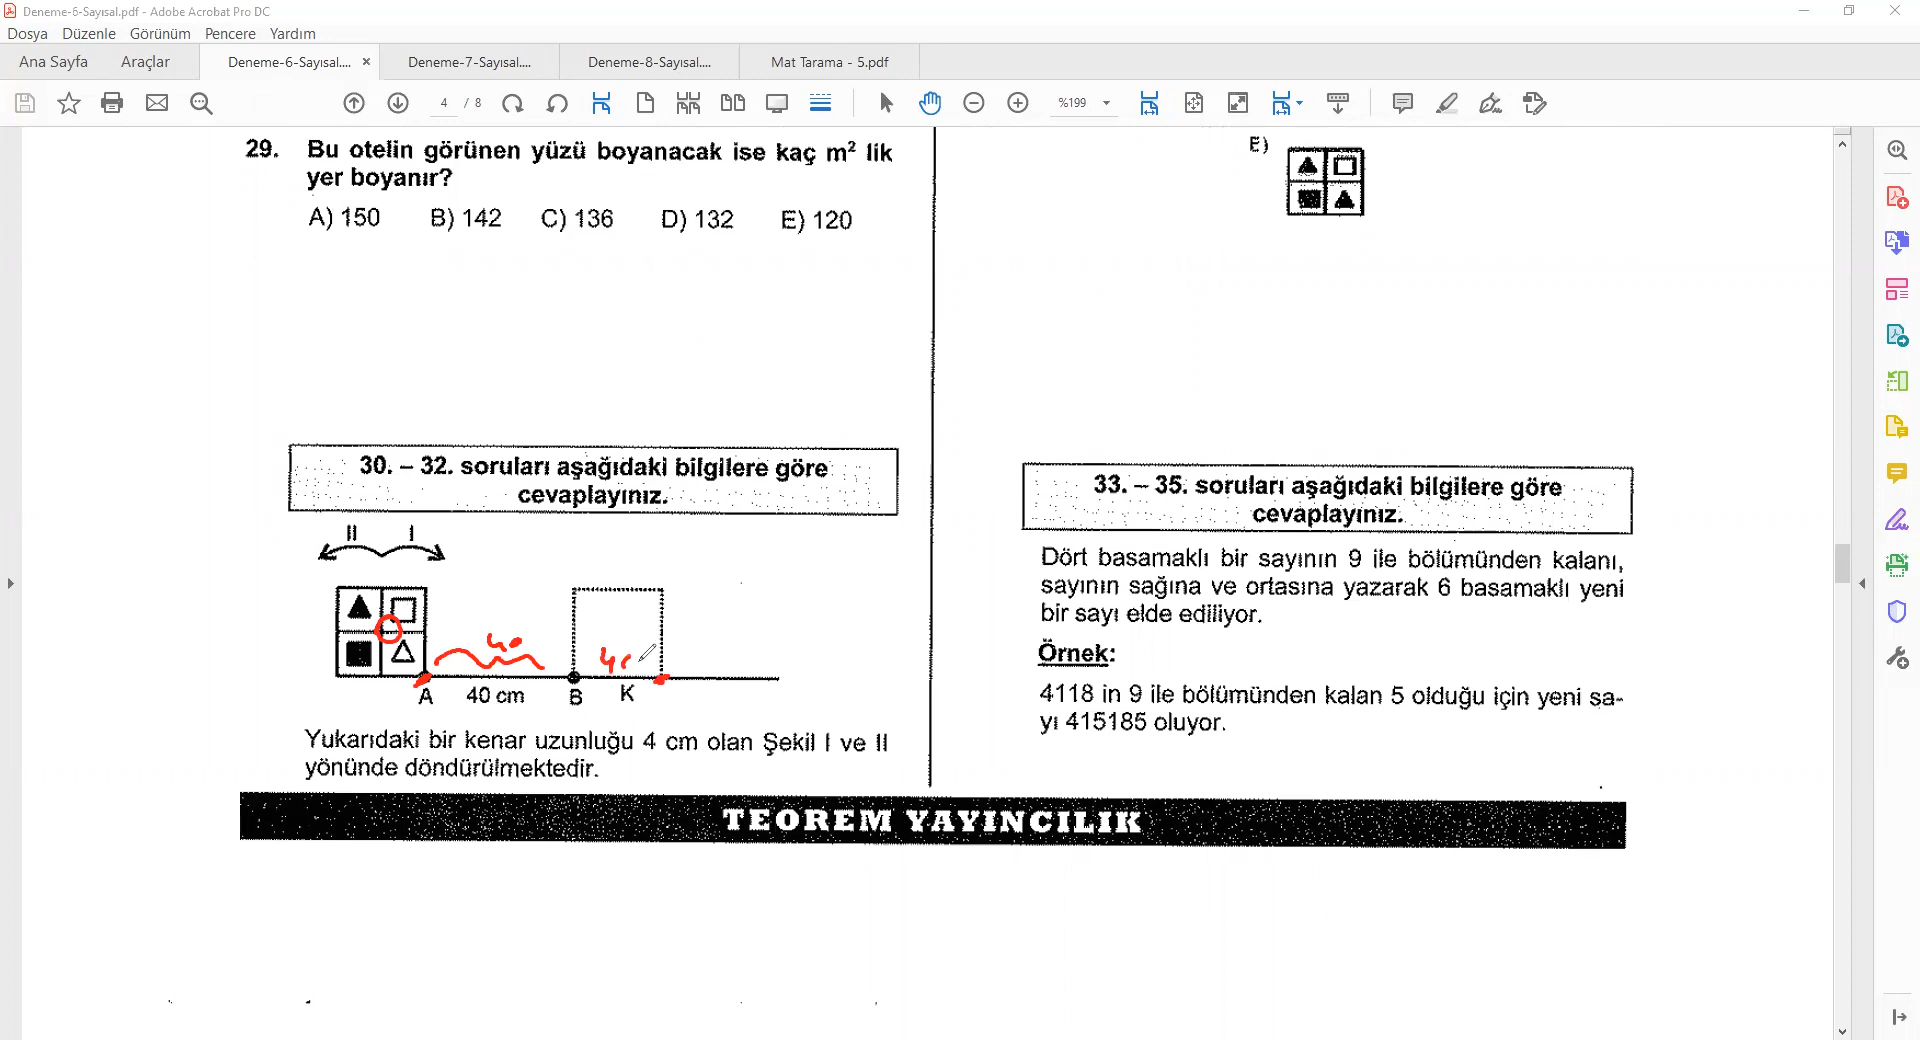 Deneme-6-Sayısal.pdf - Adobe Acrobat Pro DC
Dosya Düzenle Görünüm Pencere Yardım
Ana Sayfa Araçlar Deneme-6-Sayısal.... × Deneme-7-Sayısal.... Deneme-8-Sayısal.... Mat Tarama - 5.pdf
4 / 8 %199
29. Bu otelin görünen yüzü boyanacak ise kaç m² lik
yer boyanır?
A) 150 B) 142 C) 136 D) 132 E) 120
30. – 32. soruları aşağıdaki bilgilere göre
cevaplayınız.
II I
40
A 40 cm B K
Yukarıdaki bir kenar uzunluğu 4 cm olan Şekil I ve II
yönünde döndürülmektedir.
E)
33. – 35. soruları aşağıdaki bilgilere göre
cevaplayınız.
Dört basamaklı bir sayının 9 ile bölümünden kalanı,
sayının sağına ve ortasına yazarak 6 basamaklı yeni
bir sayı elde ediliyor.
Örnek:
4118 in 9 ile bölümünden kalan 5 olduğu için yeni sa-
yı 415185 oluyor.
TEOREM YAYINCILIK